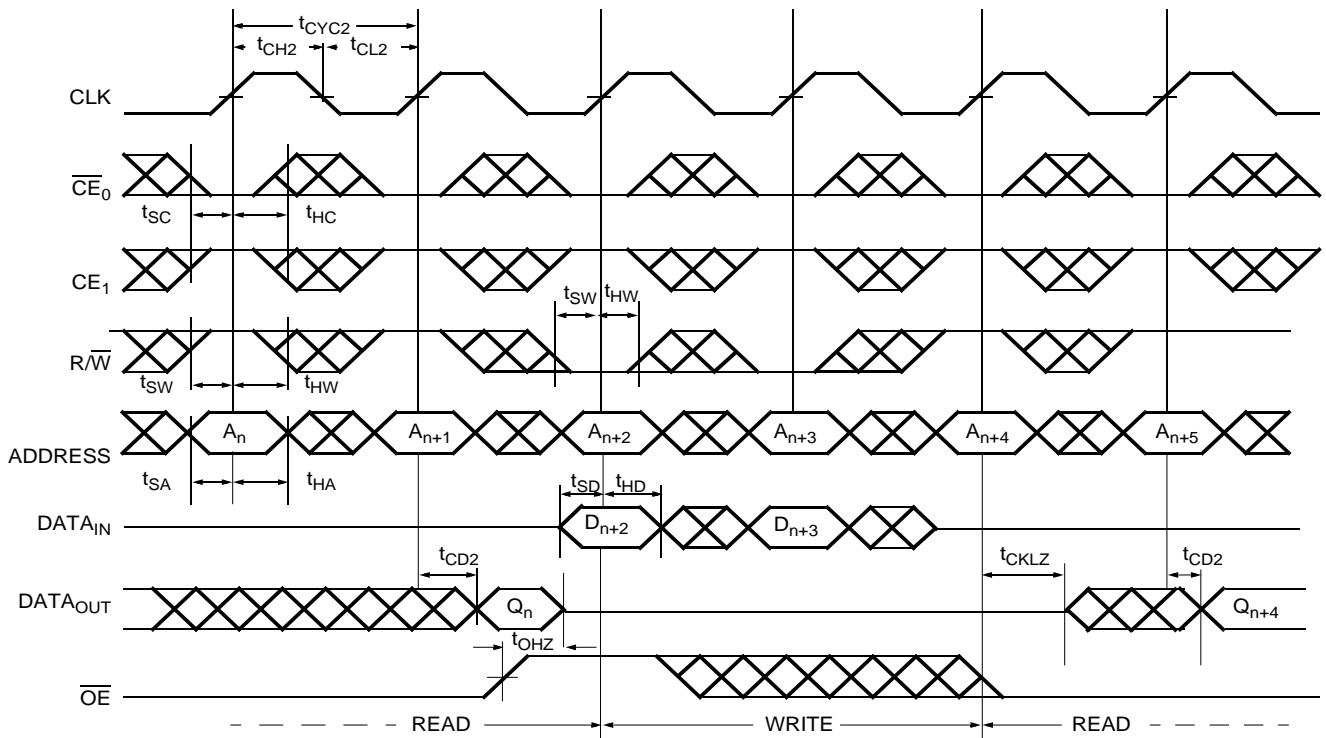 tCYC2
tCH2 tCL2
CLK
CE0
tSC tHC
CE1
tSW tHW
R/W
tSW tHW
An An+1 An+2 An+3 An+4 An+5
ADDRESS
tSA tHA
tSD tHD
DATAIN
Dn+2 Dn+3
tCD2 tCKLZ tCD2
DATAOUT
Qn Qn+4
tOHZ
OE
READ WRITE READ